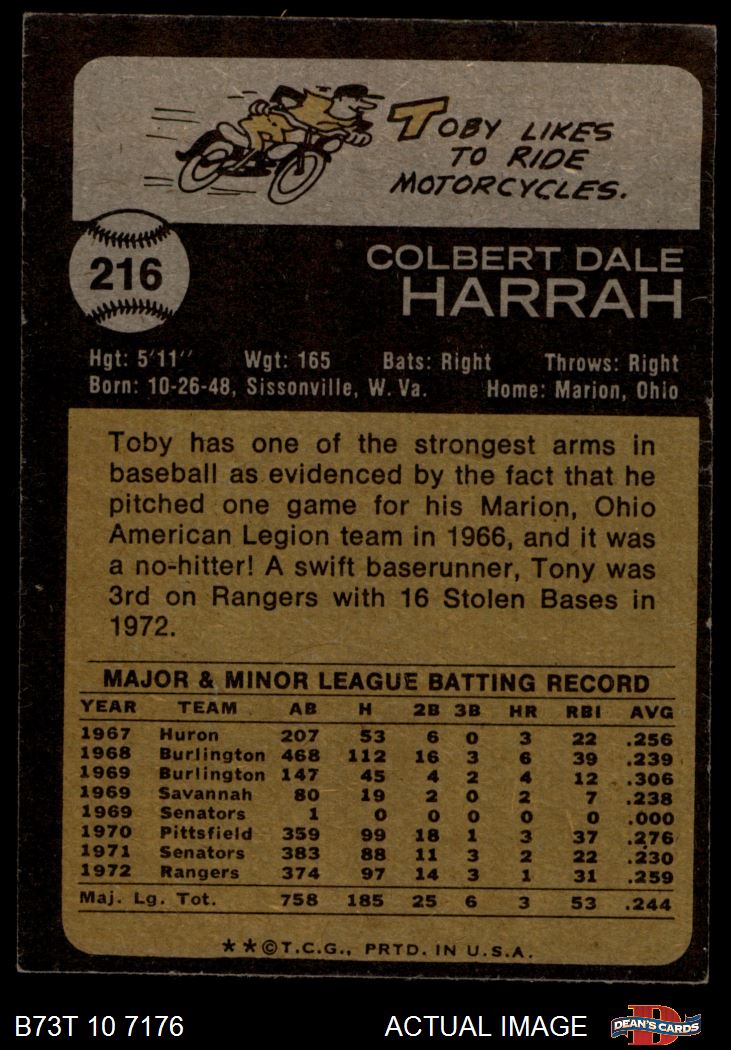 TOBY LIKES
TO RIDE
MOTORCYCLES.
216
COLBERT DALE
HARRAH
Hgt: 5'11" Wgt: 165 Bats: Right Throws: Right
Born: 10-26-48, Sissonville, W. Va. Home: Marion, Ohio
Toby has one of the strongest arms in
baseball as evidenced by the fact that he
pitched one game for his Marion, Ohio
American Legion team in 1966, and it was
a no-hitter! A swift baserunner, Tony was
3rd on Rangers with 16 Stolen Bases in
1972.
MAJOR & MINOR LEAGUE BATTING RECORD
YEAR TEAM AB H 2B 3B HR RBI AVG
1967 Huron 207 53 6 0 3 22 .256
1968 Burlington 468 112 16 3 6 39 .239
1969 Burlington 147 45 4 2 4 12 .306
1969 Savannah 80 19 2 0 2 7 .238
1969 Senators 1 0 0 0 0 0 .000
1970 Pittsfield 359 99 18 1 3 37 .276
1971 Senators 383 88 11 3 2 22 .230
1972 Rangers 374 97 14 3 1 31 .259
Maj. Lg. Tot. 758 185 25 6 3 53 .244
**©T.C.G., PRTD. IN U.S.A.
B73T 10 7176 ACTUAL IMAGE
D
DEAN'S CARDS